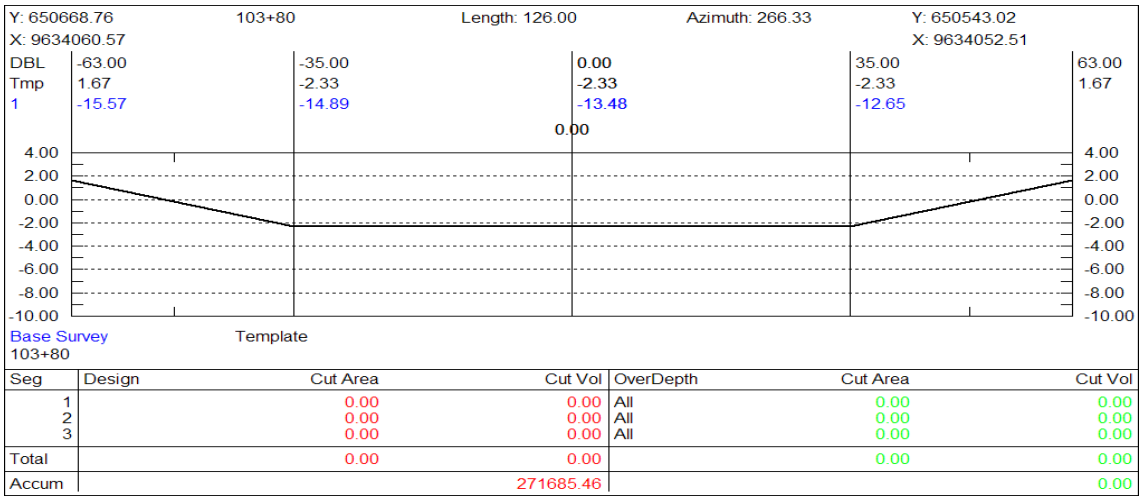 Y: 650668.76 103+80 Length: 126.00 Azimuth: 266.33 Y: 650543.02
X: 9634060.57 X: 9634052.51
DBL -63.00 -35.00 0.00 35.00 63.00
Tmp 1.67 -2.33 -2.33 -2.33 1.67
1 -15.57 -14.89 -13.48 -12.65
0.00
4.00 4.00
2.00 2.00
0.00 0.00
-2.00 -2.00
-4.00 -4.00
-6.00 -6.00
-8.00 -8.00
-10.00 -10.00
Base Survey Template
103+80
Seg Design Cut Area Cut Vol OverDepth Cut Area Cut Vol
1 0.00 0.00 All 0.00 0.00
2 0.00 0.00 All 0.00 0.00
3 0.00 0.00 All 0.00 0.00
Total 0.00 0.00 0.00 0.00
Accum 271685.46 0.00